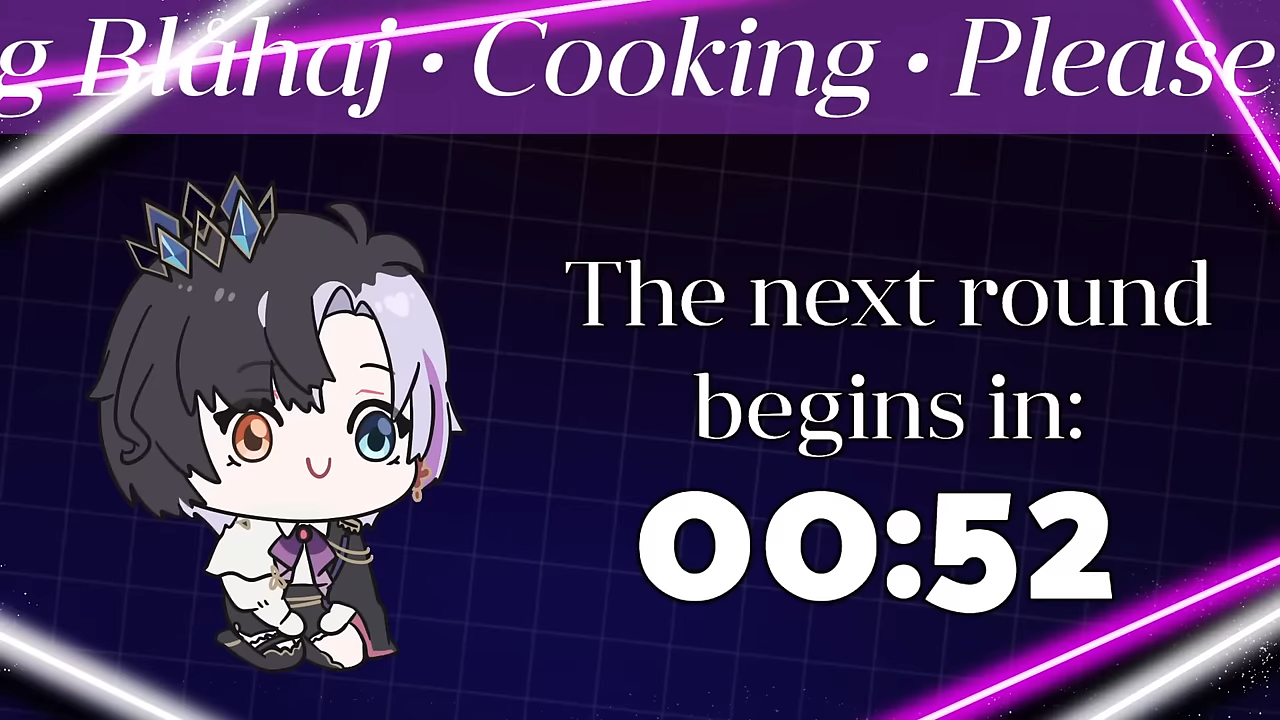 g Blåhaj • Cooking • Please
The next round
begins in:
00:52